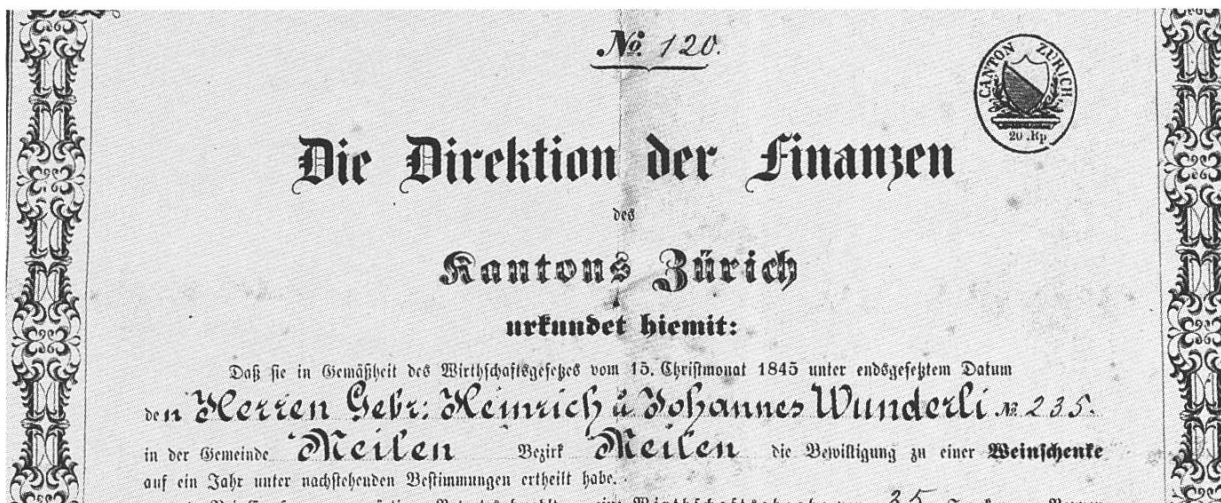 No. 120.
CANTON ZÜRICH
20 Rp
Die Direktion der Finanzen
des
Kantons Zürich
urkundet hiemit:
Daß sie in Gemäßheit des Wirthschaftsgesetzes vom 15. Christmonat 1845 unter endsgesetztem Datum
den Herren Gebr: Heinrich u Johannes Wunderli No 235.
in der Gemeinde Meilen Bezirk Meilen die Bewilligung zu einer Weinschenke
auf ein Jahr unter nachstehenden Bestimmungen ertheilt habe.
35